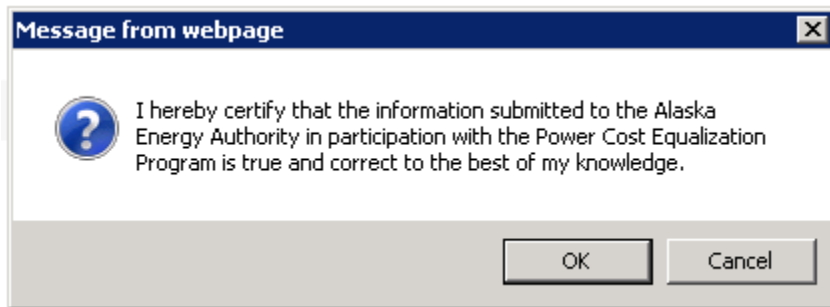 Message from webpage
I hereby certify that the information submitted to the Alaska
Energy Authority in participation with the Power Cost Equalization
Program is true and correct to the best of my knowledge.
OK
Cancel